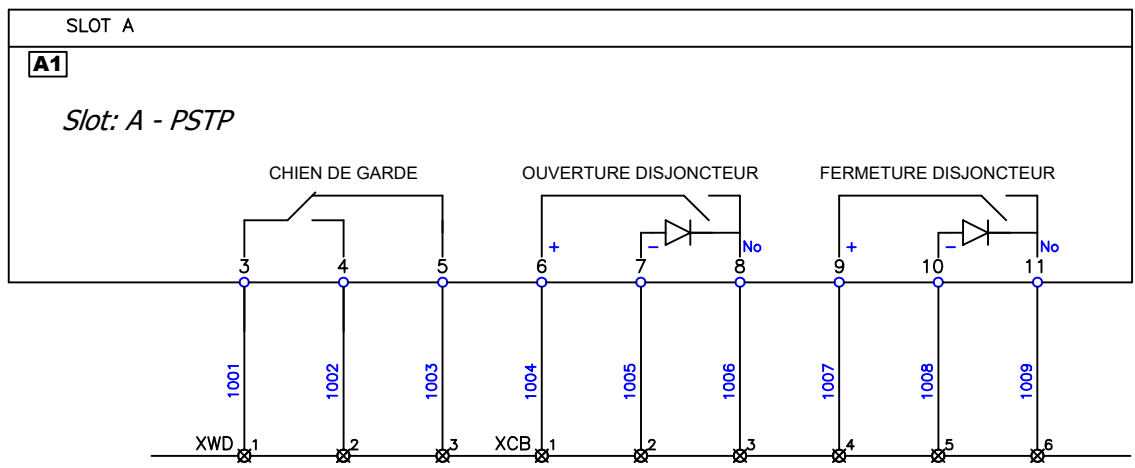 SLOT A
A1
Slot: A - PSTP
CHIEN DE GARDE OUVERTURE DISJONCTEUR FERMETURE DISJONCTEUR
+ - No + - No
3 4 5 6 7 8 9 10 11
1001 1002 1003 1004 1005 1006 1007 1008 1009
XWD 1 2 3 XCB 1 2 3 4 5 6